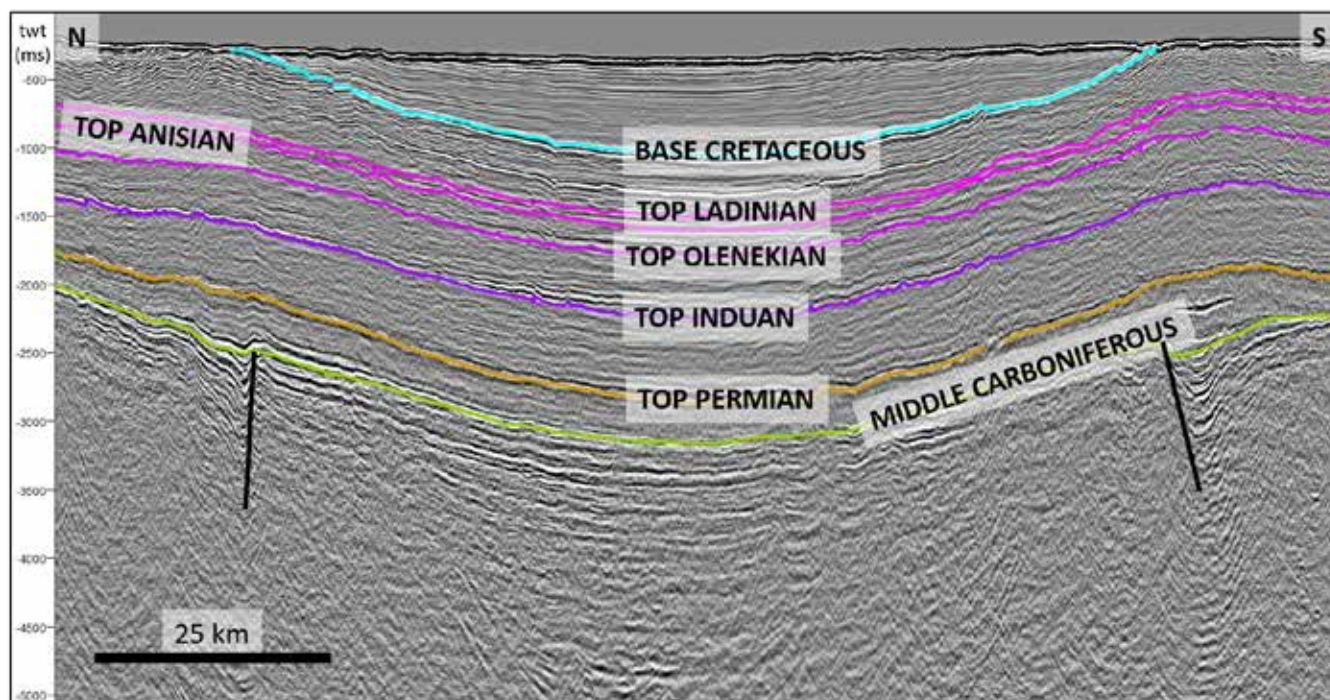 twt
(ms)
N
S
-500
TOP ANISIAN
-1000
BASE CRETACEOUS
-1500
TOP LADINIAN
TOP OLENEKIAN
-2000
TOP INDUAN
-2500
MIDDLE CARBONIFEROUS
TOP PERMIAN
-3000
-3500
-4000
-4500
25 km
-5000